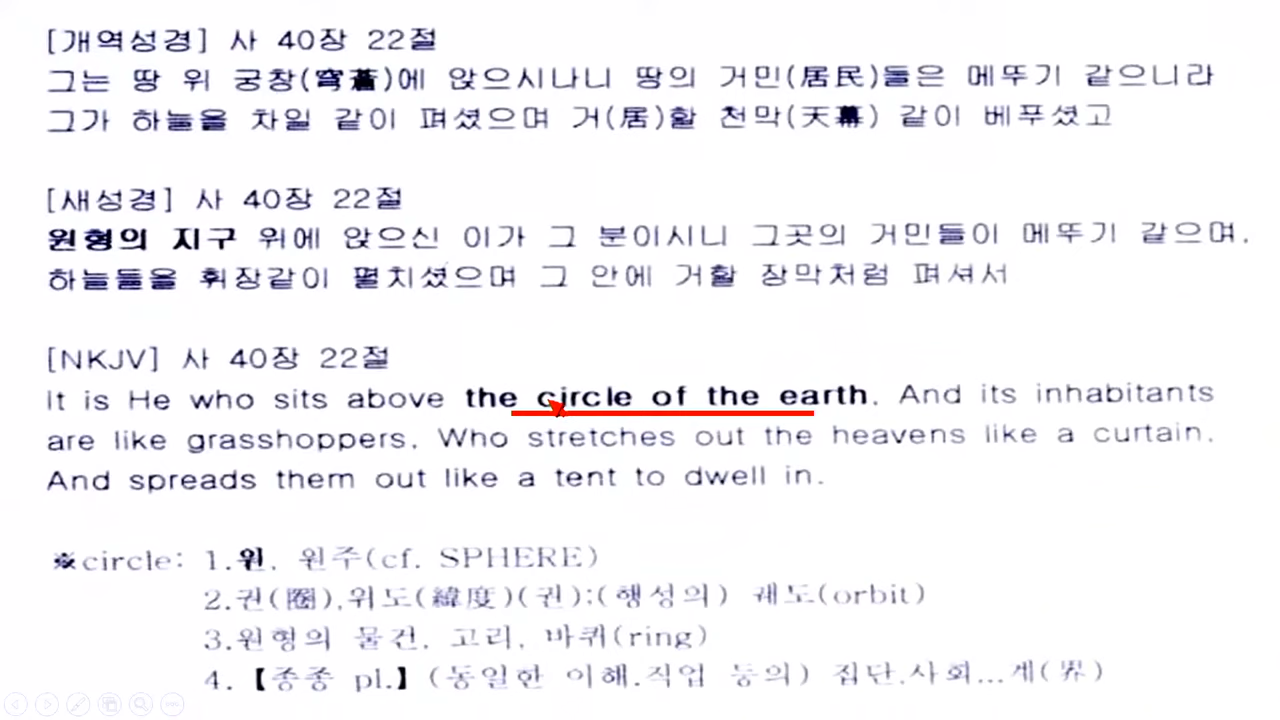 [개역성경] 사 40장 22절
그는 땅 위 궁창(穹蒼)에 앉으시나니 땅의 거민(居民)들은 메뚜기 같으니라
그가 하늘을 차일 같이 펴셨으며 거(居)할 천막(天幕) 같이 베푸셨고
[새성경] 사 40장 22절
원형의 지구 위에 앉으신 이가 그 분이시니 그곳의 거민들이 메뚜기 같으며.
하늘들을 휘장같이 펼치셨으며 그 안에 거할 장막처럼 펴셔서
[NKJV] 사 40장 22절
It is He who sits above the circle of the earth. And its inhabitants
are like grasshoppers, Who stretches out the heavens like a curtain.
And spreads them out like a tent to dwell in.
※circle: 1.원, 원주(cf. SPHERE)
2.권(圈),위도(緯度)(권);(행성의) 궤도(orbit)
3.원형의 물건, 고리, 바퀴(ring)
4.【종종 pl.】(동일한 이해.직업 등의) 집단.사회...계(界)